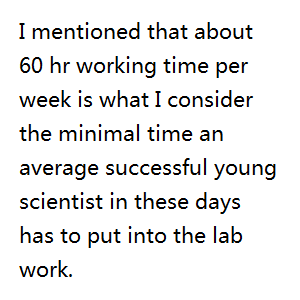 I mentioned that about
60 hr working time per
week is what I consider
the minimal time an
average successful young
scientist in these days
has to put into the lab
work.